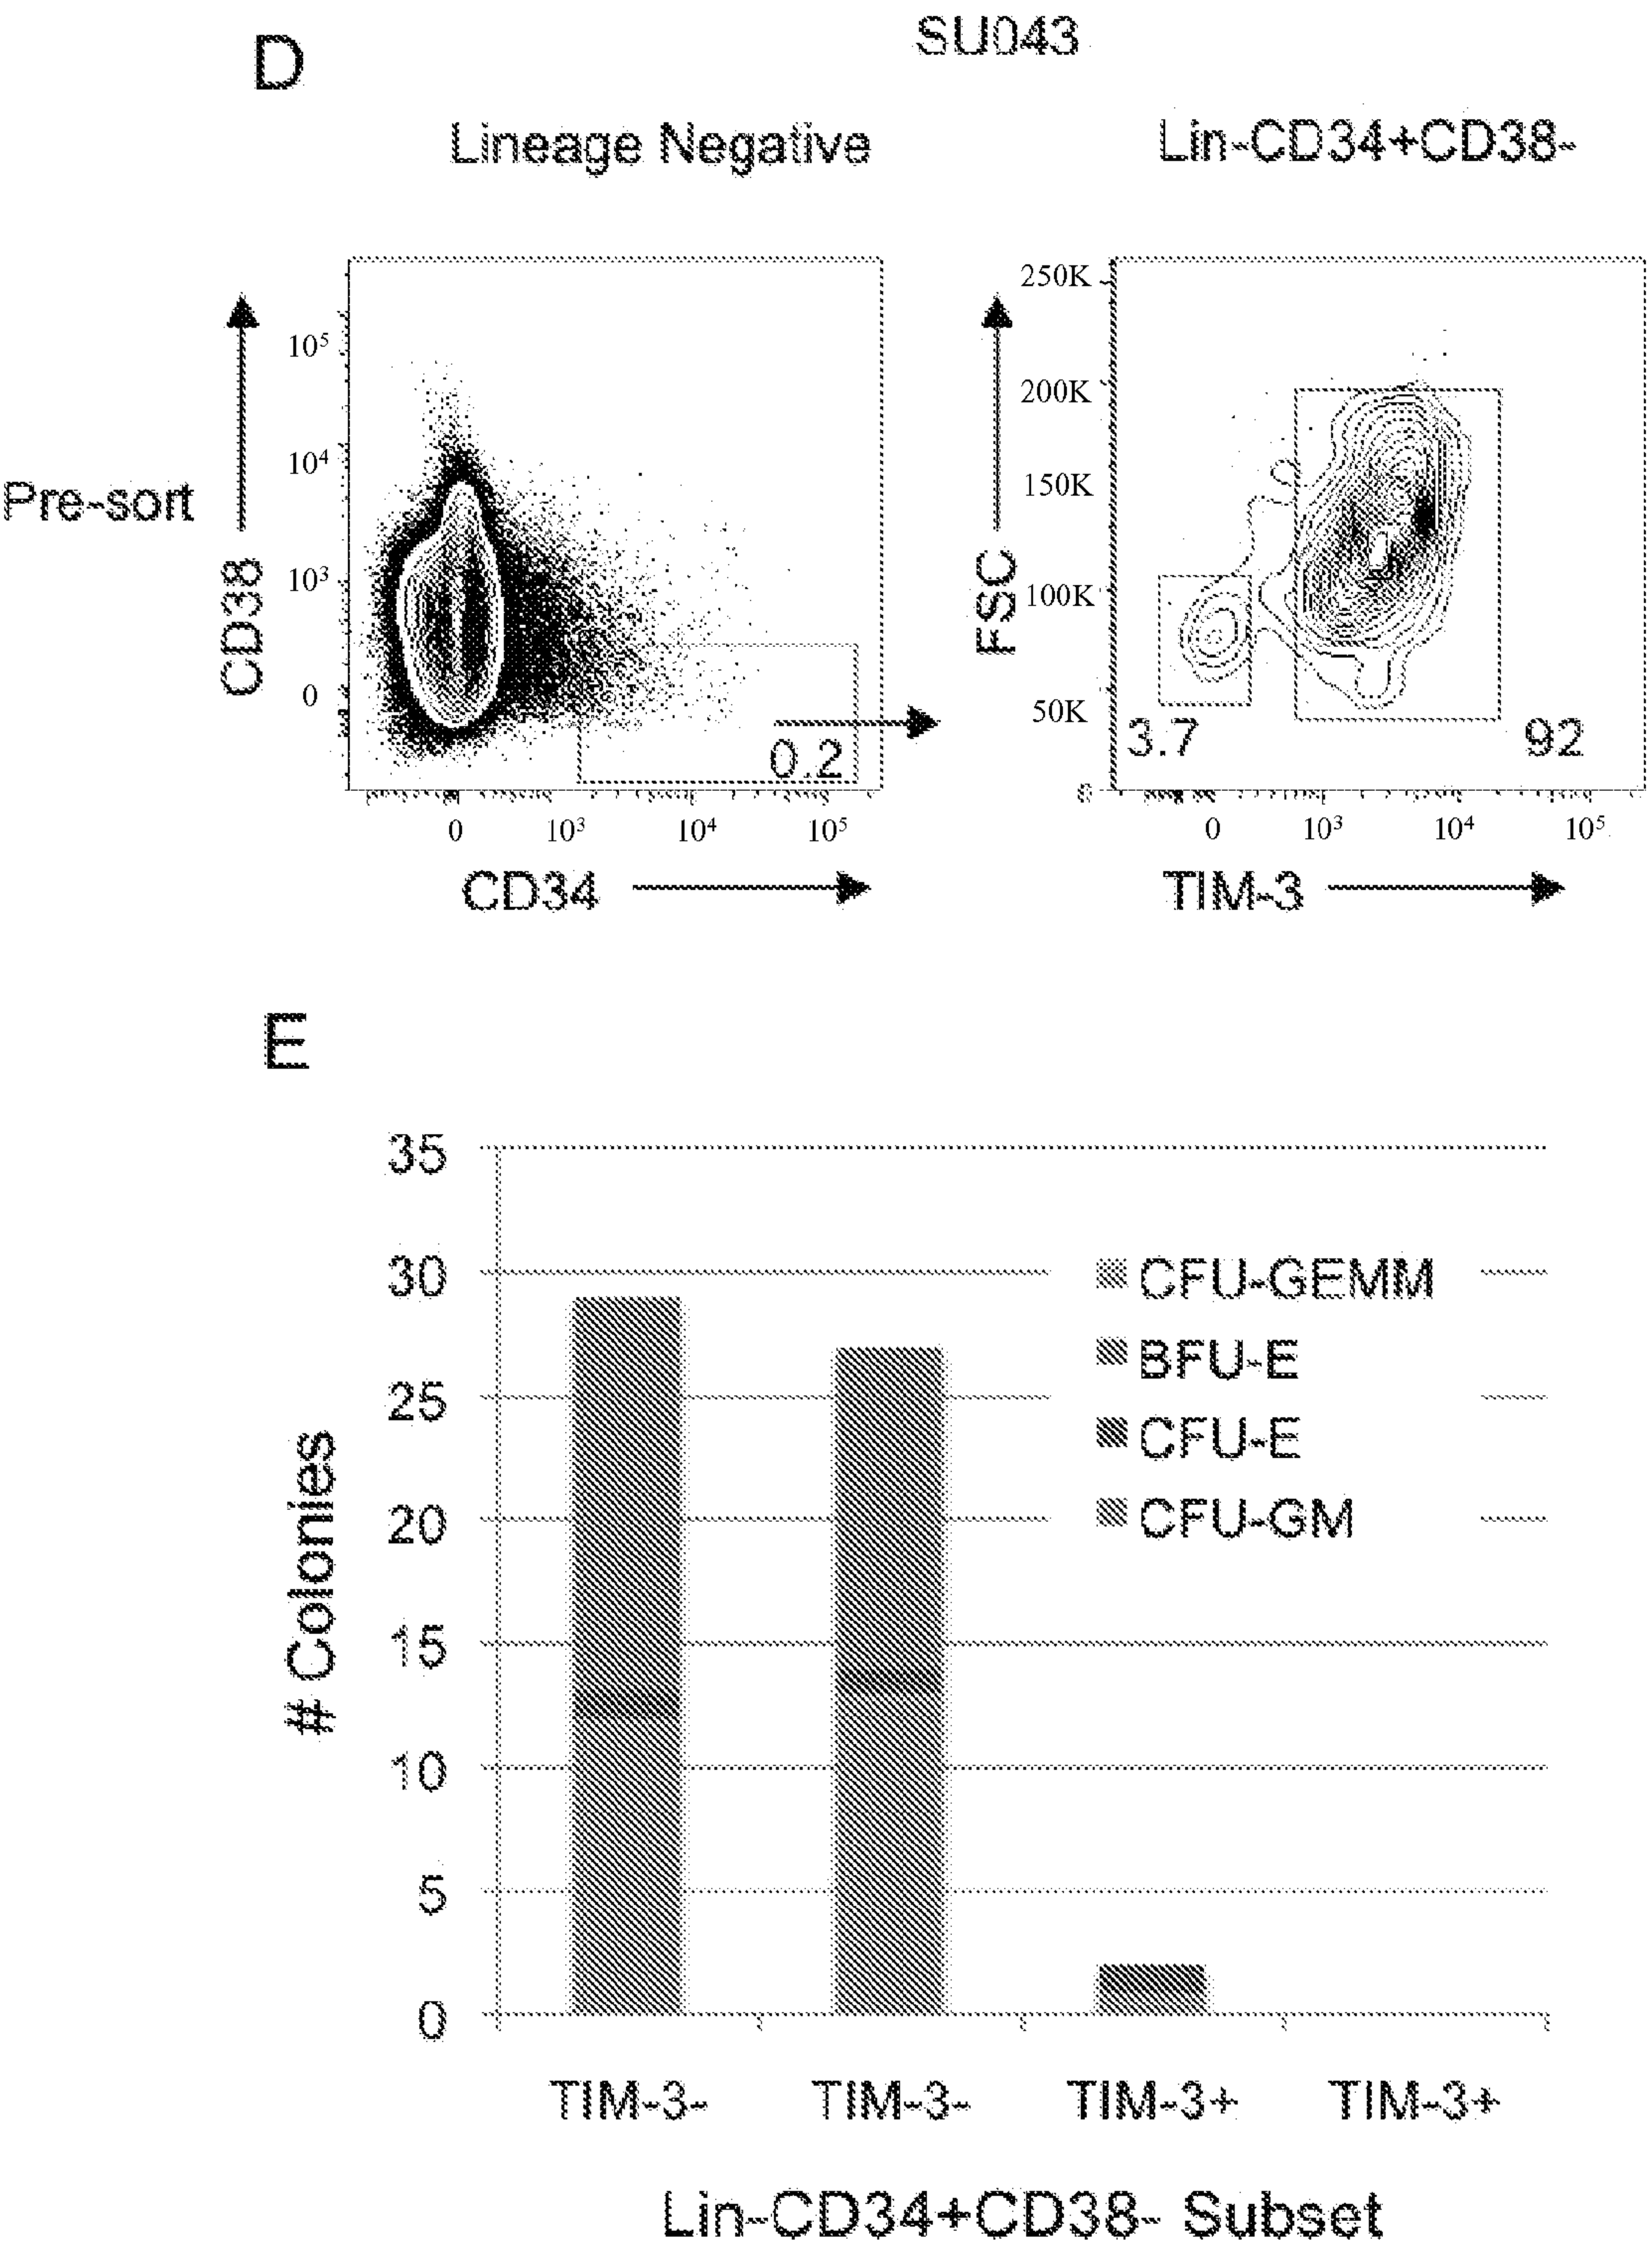 D
SU043
Lineage Negative
Lin-CD34+CD38-
Pre-sort
CD38
10⁵
10⁴
10³
0
0.2
0 10³ 10⁴ 10⁵
CD34
FSC
250K
200K
150K
100K
50K
0
3.7
92
0 10³ 10⁴ 10⁵
TIM-3
E
# Colonies
35
30
25
20
15
10
5
0
CFU-GEMM
BFU-E
CFU-E
CFU-GM
TIM-3- TIM-3- TIM-3+ TIM-3+
Lin-CD34+CD38- Subset